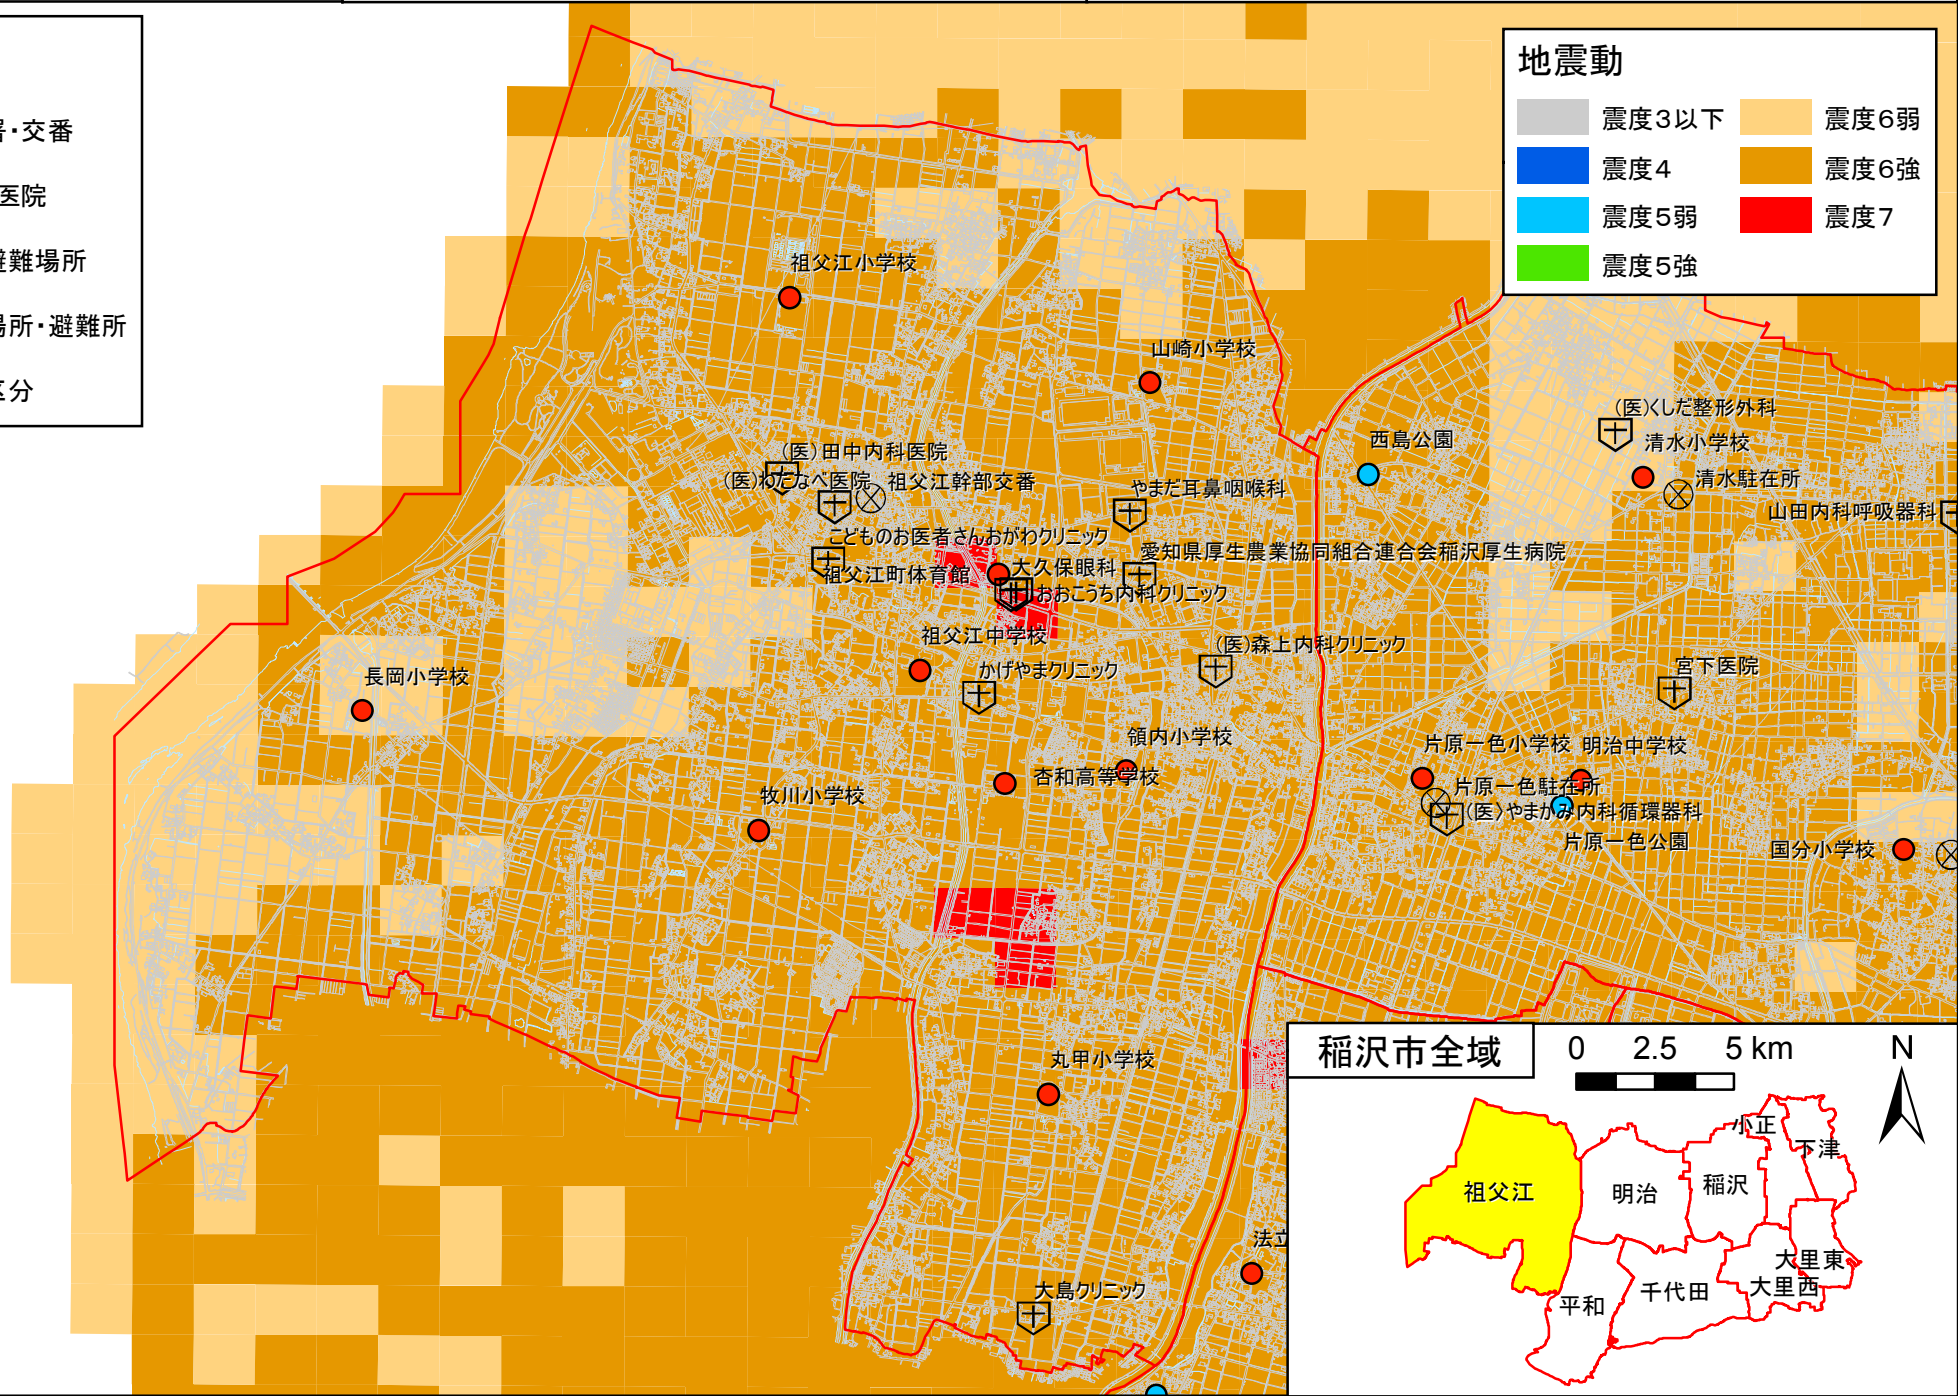 ・交番
医院
難場所
所・避難所
分
地震動
震度3以下
震度4
震度5弱
震度5強
震度6弱
震度6強
震度7
祖父江小学校
山崎小学校
西島公園
(医)くしだ整形外科
清水小学校
清水駐在所
山田内科呼吸器科
(医)田中内科医院
(医)わたなべ医院
祖父江幹部交番
やまだ耳鼻咽喉科
こどものお医者さんおがわクリニック
愛知県厚生農業協同組合連合会稲沢厚生病院
祖父江町体育館
大久保眼科
おおこうち内科クリニック
祖父江中学校
(医)森上内科クリニック
かげやまクリニック
長岡小学校
宮下医院
領内小学校
片原一色小学校
明治中学校
杏和高等学校
片原一色駐在所
牧川小学校
(医)やまかみ内科循環器科
片原一色公園
国分小学校
丸甲小学校
法立
大島クリニック
稲沢市全域
0 2.5 5 km
N
小正
下津
祖父江
明治
稲沢
大里東
大里西
千代田
平和